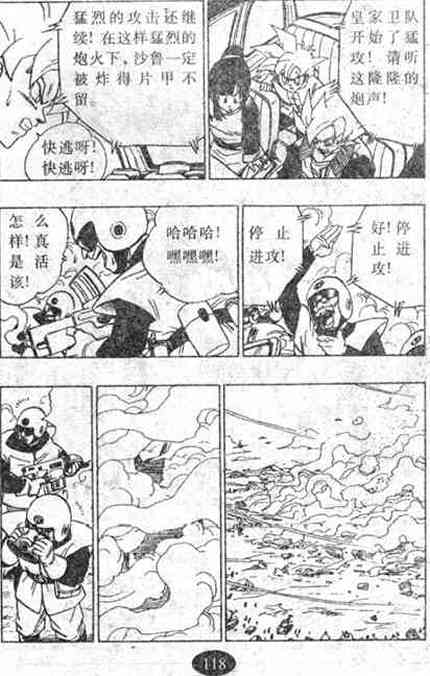 皇家卫队
开始了猛
攻！请听
这隆隆的
炮声！
猛烈的攻击还继
续！在这样猛烈的
炮火下，沙鲁一定
被炸得片甲不
留
快逃呀！
快逃呀！
好！停
进
攻！
停止
进攻！
哈哈哈！
嘿嘿嘿！
怎么
样！真
是活
该！
118